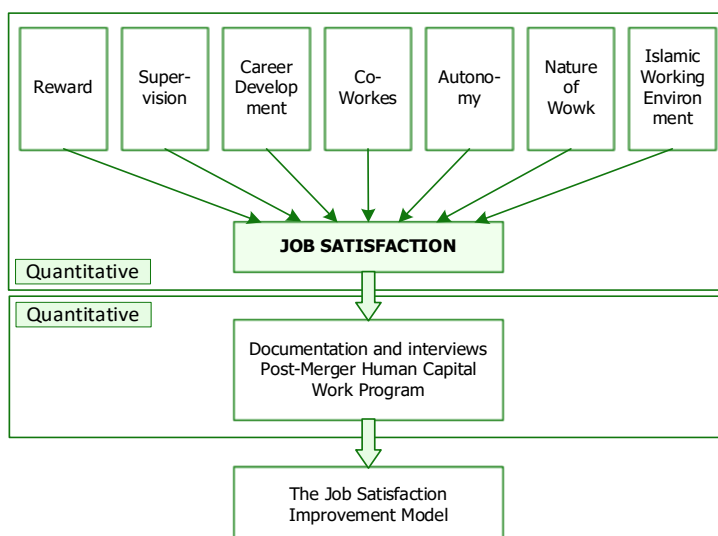 Reward
Super-
vision
Career
Develop
ment
Co-
Workes
Autono-
my
Nature
of
Wowk
Islamic
Working
Environ
ment
JOB SATISFACTION
Quantitative
Quantitative
Documentation and interviews
Post-Merger Human Capital
Work Program
The Job Satisfaction
Improvement Model